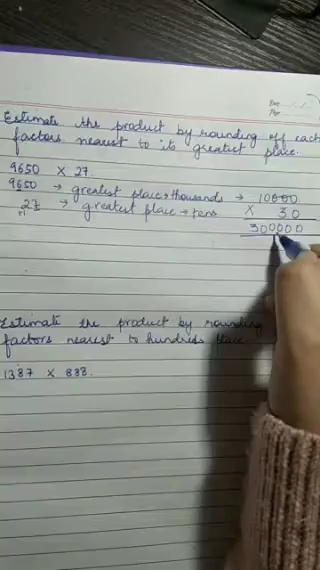 Estimate the product by rounding off each
factors nearest to its greatest place.
9650 X 27.
9650 → greatest place → thousands → 10000
27 → greatest place → tens X 30
300000
Estimate the product by rounding
factors nearest to hundreds place
1387 X 888.